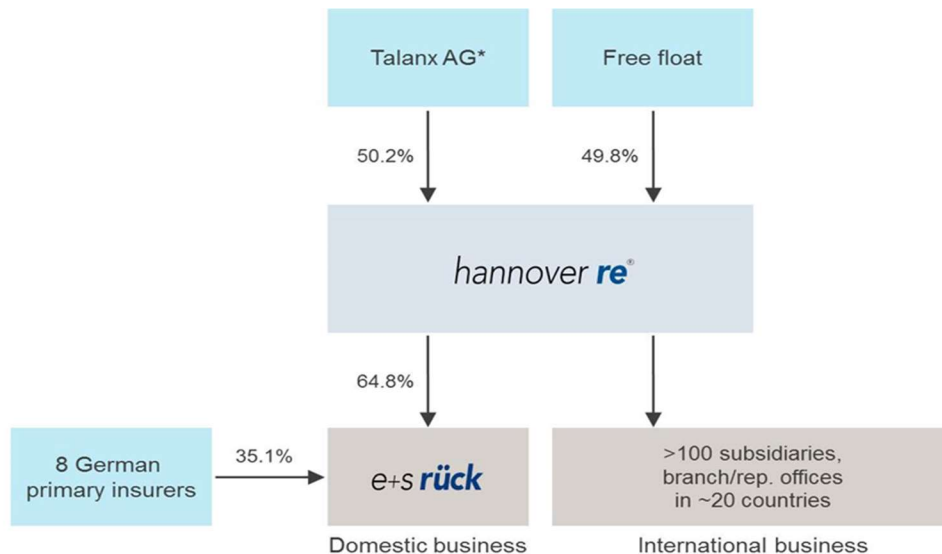 Talanx AG*
Free float
50.2%
49.8%
hannover re®
64.8%
8 German
primary insurers
35.1%
e+s rück
>100 subsidiaries,
branch/rep. offices
in ~20 countries
Domestic business
International business